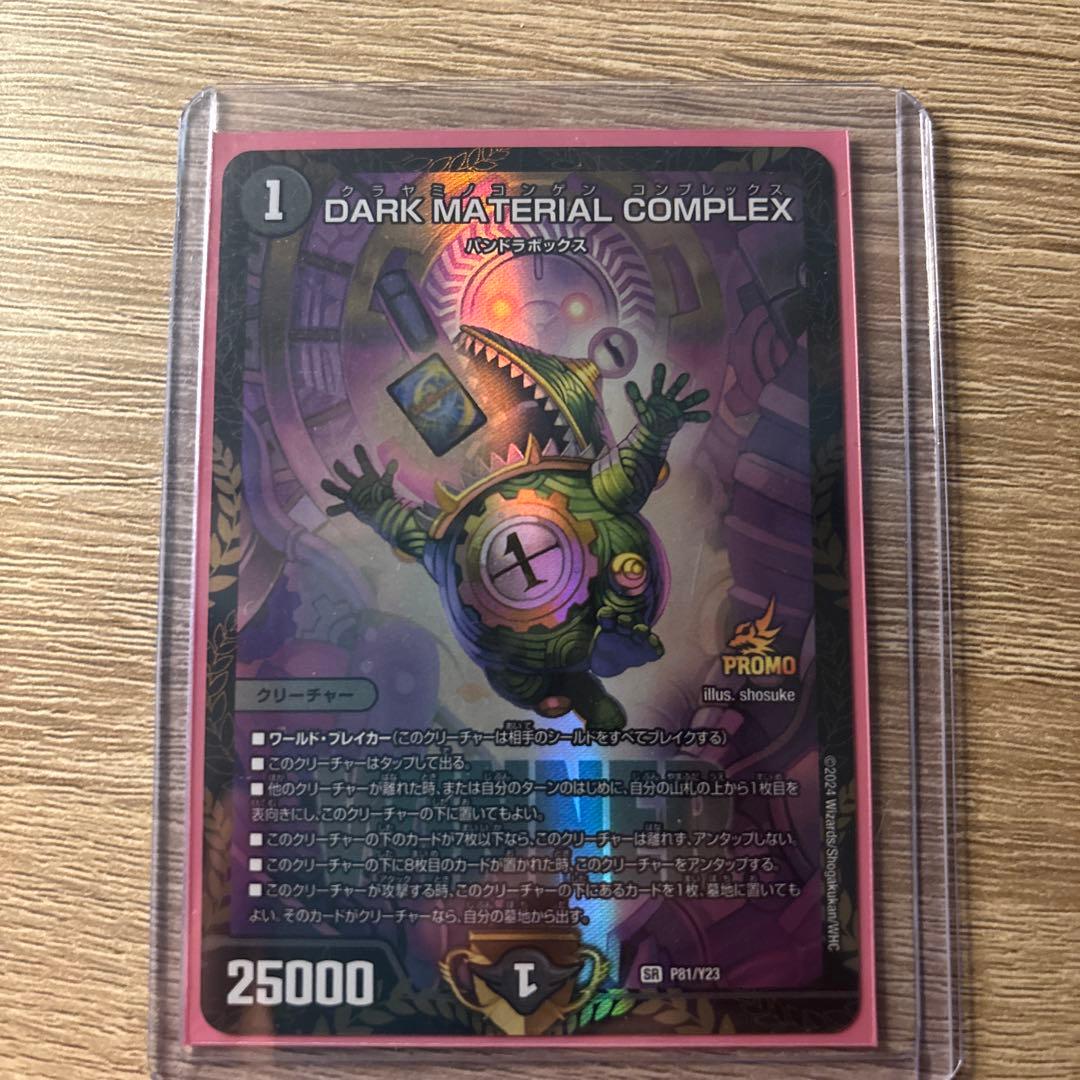 1
クラヤミノコンゲン コンプレックス
DARK MATERIAL COMPLEX
パンドラボックス
1
PROMO
illus. shosuke
クリーチャー
WINNER
■ワールド・ブレイカー(このクリーチャーは相手のシールドをすべてブレイクする)
■このクリーチャーはタップして出る。
■他のクリーチャーが離れた時、または自分のターンのはじめに、自分の山札の上から1枚目を
表向きにし、このクリーチャーの下に置いてもよい。
■このクリーチャーの下のカードが7枚以下なら、このクリーチャーは離れず、アンタップしない。
■このクリーチャーの下に8枚目のカードが置かれた時、このクリーチャーをアンタップする。
■このクリーチャーが攻撃する時、このクリーチャーの下にあるカードを1枚、墓地に置いても
よい。そのカードがクリーチャーなら、自分の墓地から出す。
25000
1
SR P81/Y23
©2024 Wizards/Shogakukan/WHC